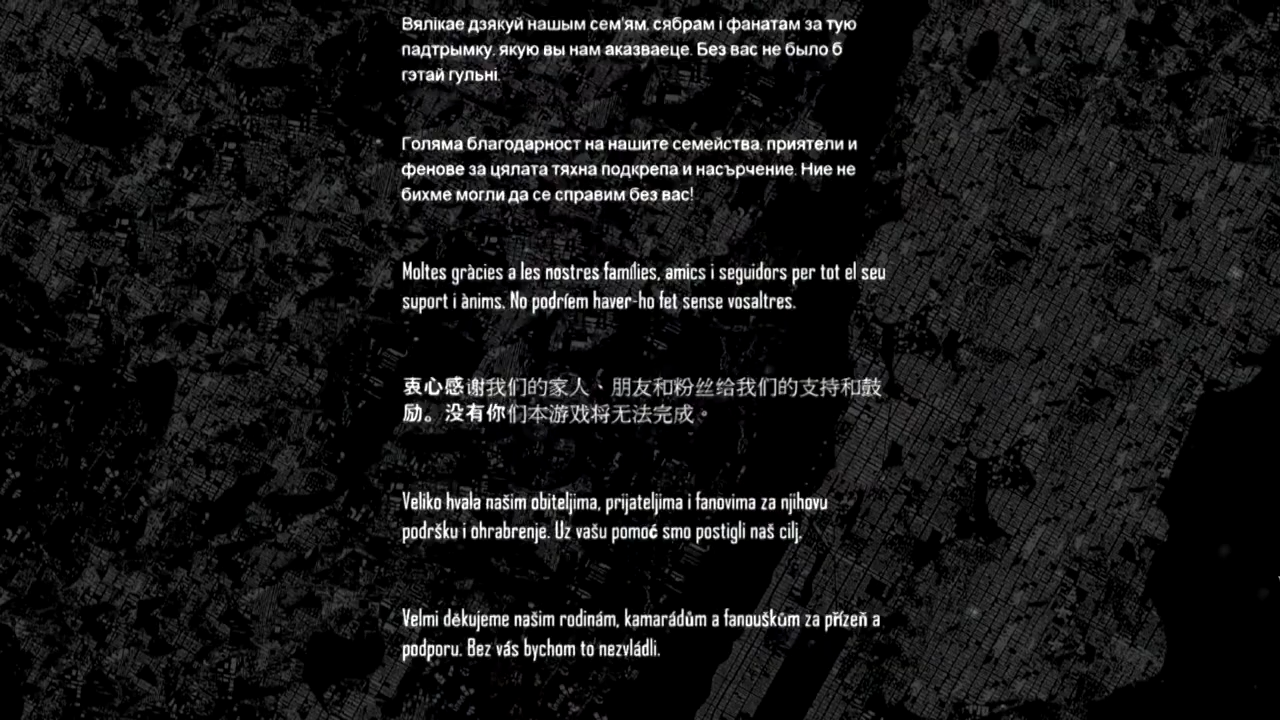 Вялікае дзякуй нашым сем'ям, сябрам і фанатам за тую
падтрымку, якую вы нам аказваеце. Без вас не было б
гэтай гульні.
Голяма благодарност на нашите семейства, приятели и
фенове за цялата тяхна подкрепа и насърчение. Ние не
бихме могли да се справим без вас!
Moltes gràcies a les nostres famílies, amics i seguidors per tot el seu
suport i ànims. No podríem haver-ho fet sense vosaltres.
衷心感谢我们的家人、朋友和粉丝给我们的支持和鼓
励。没有你们本游戏将无法完成。
Veliko hvala našim obiteljima, prijateljima i fanovima za njihovu
podršku i ohrabrenje. Uz vašu pomoć smo postigli naš cilj.
Velmi děkujeme našim rodinám, kamarádům a fanouškům za přízeň a
podporu. Bez vás bychom to nezvládli.